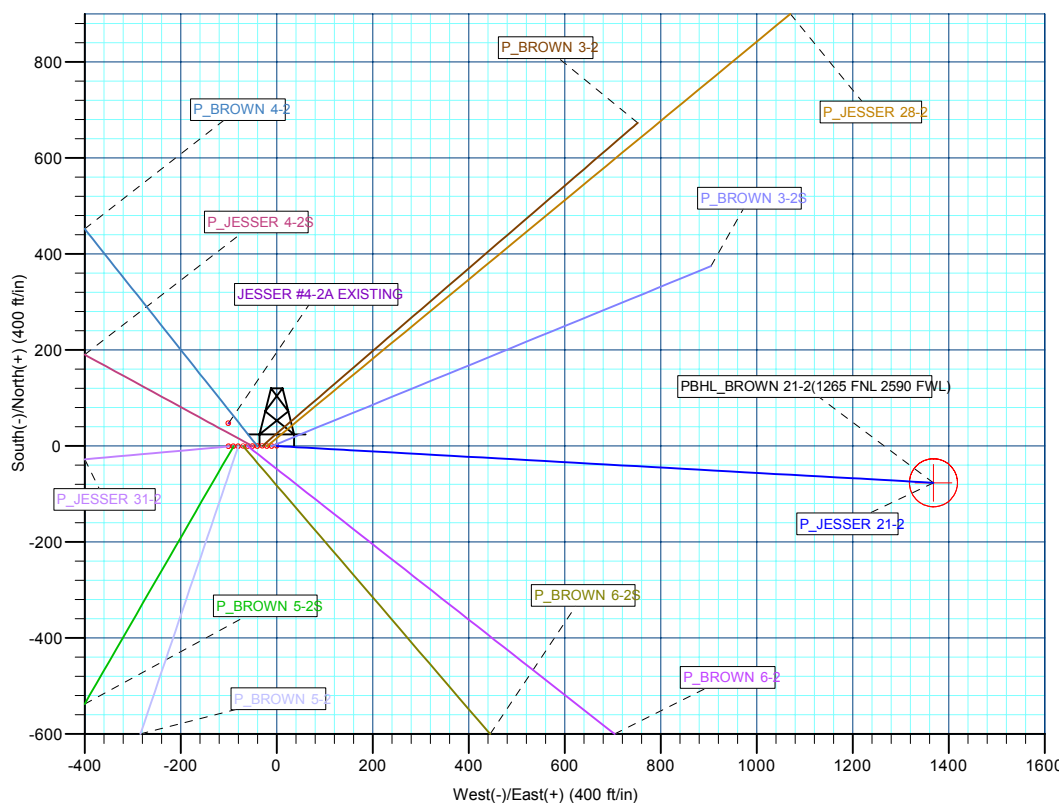 800
600
400
200
0
-200
-400
-600
South(-)/North(+) (400 ft/in)
P_BROWN 3-2
P_BROWN 4-2
P_JESSER 28-2
P_BROWN 3-2S
P_JESSER 4-2S
JESSER #4-2A EXISTING
PBHL_BROWN 21-2(1265 FNL 2590 FWL)
P_JESSER 31-2
P_JESSER 21-2
P_BROWN 5-2S
P_BROWN 6-2S
P_BROWN 6-2
P_BROWN 5-2
-400
-200
0
200
400
600
800
1000
1200
1400
1600
West(-)/East(+) (400 ft/in)